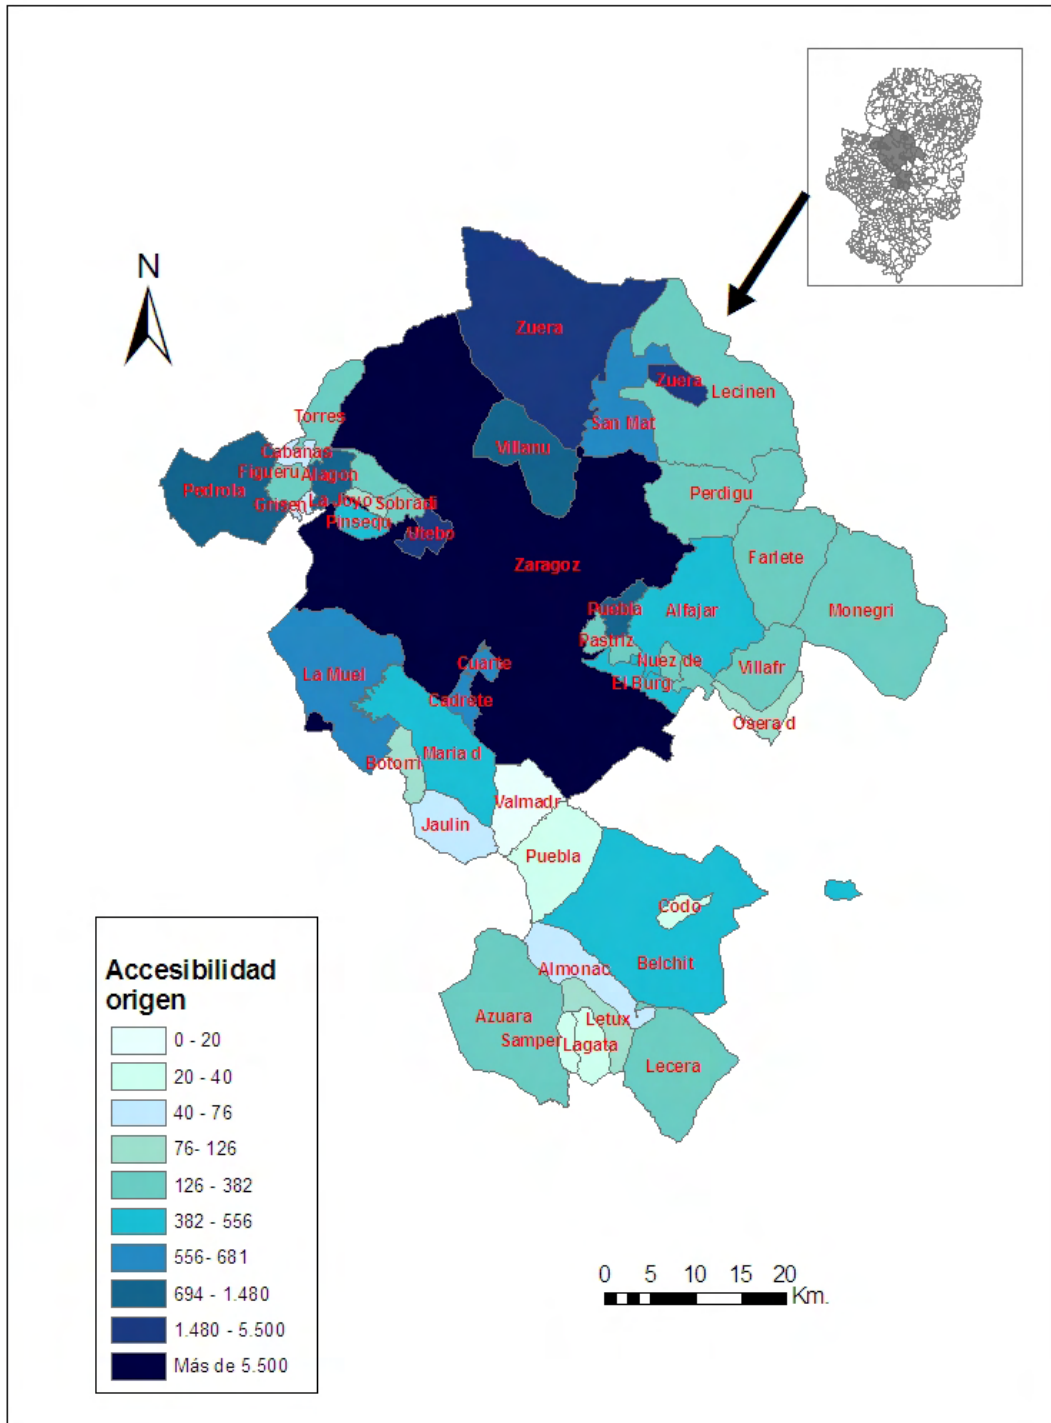 N
Zuera
Zuera
Lecinen
San Mat
Torres
Villanu
Cabanas
Figueru
Alagon
Pedrola
Perdigu
Grisen
La Joyo
Sobradi
Pinseqn
Utebo
Zaragoz
Farlete
Puebla
Alfajar
Monegri
Pastriz
Nuez de
Villafr
La Muel
Cuarte
El Burg
Cadrete
Osera d
Maria d
Botorri
Valmadr
Jaulin
Puebla
Codo
Almonac
Belchit
Azuara
Letux
Samper
Lagata
Lecera
Accesibilidad
origen
0 - 20
20 - 40
40 - 76
76- 126
126 - 382
382 - 556
556- 681
694 - 1.480
1.480 - 5.500
Más de 5.500
0 5 10 15 20
Km.